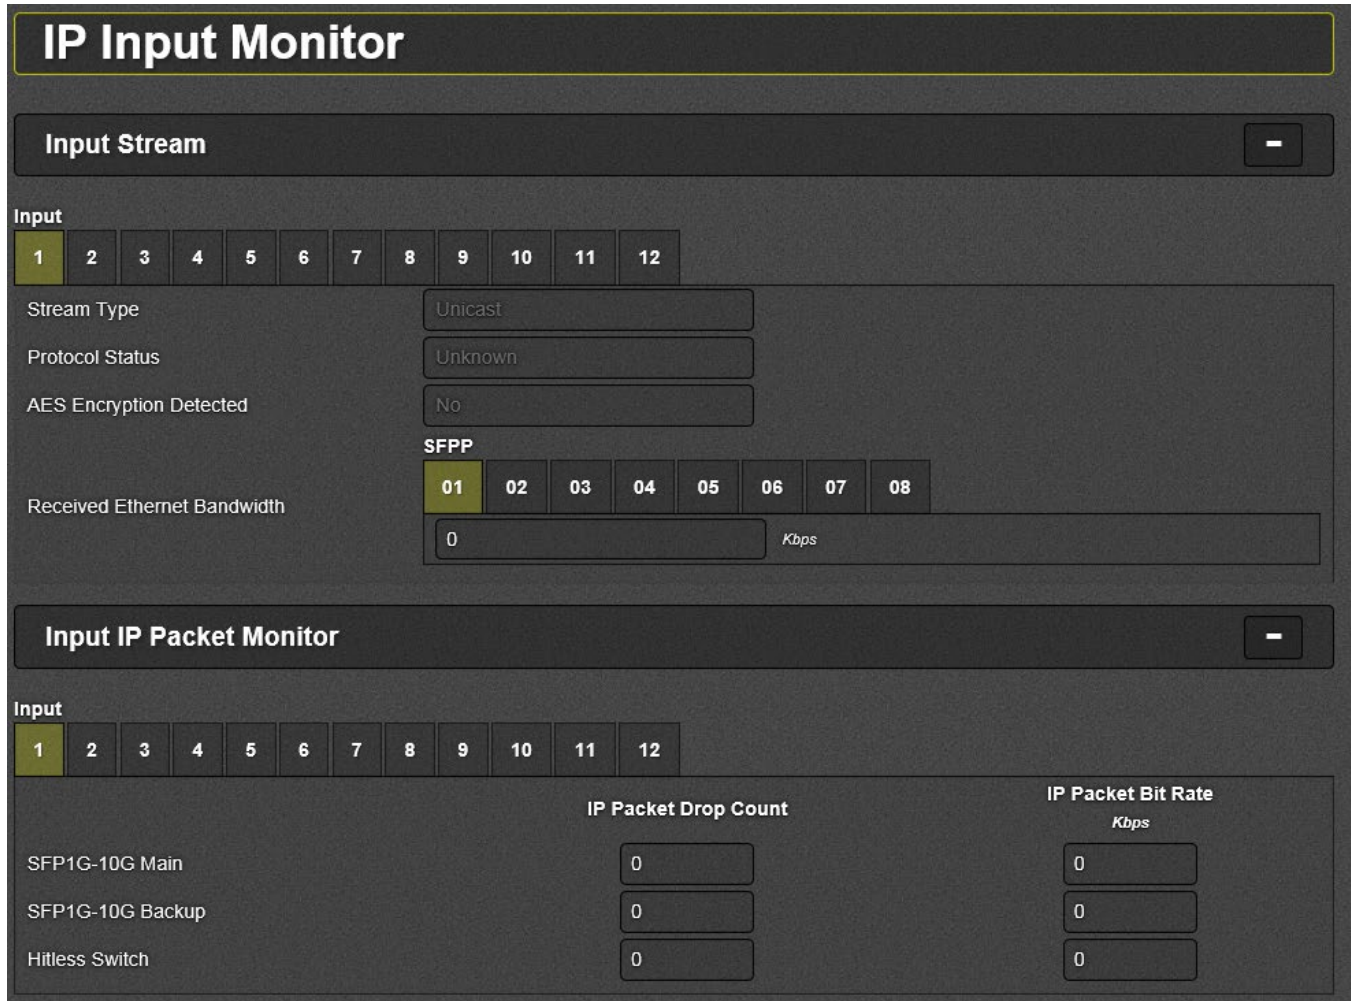 IP Input Monitor
Input Stream
-
Input
1 2 3 4 5 6 7 8 9 10 11 12
Stream Type Unicast
Protocol Status Unknown
AES Encryption Detected No
SFPP
01 02 03 04 05 06 07 08
Received Ethernet Bandwidth
0 Kbps
Input IP Packet Monitor
-
Input
1 2 3 4 5 6 7 8 9 10 11 12
IP Packet Drop Count IP Packet Bit Rate
Kbps
SFP1G-10G Main 0 0
SFP1G-10G Backup 0 0
Hitless Switch 0 0